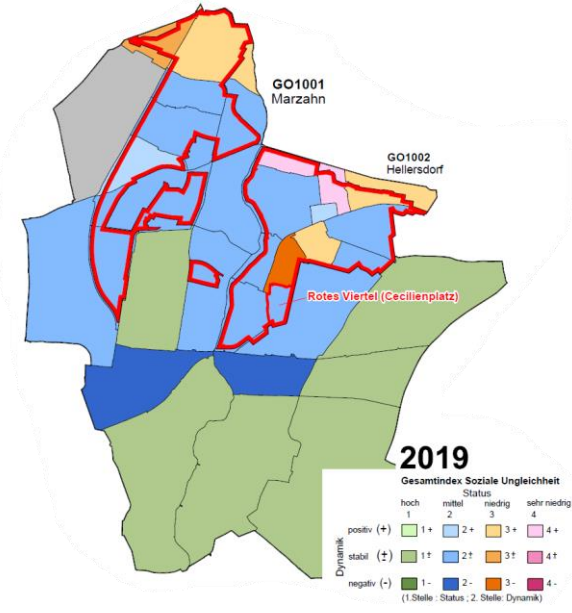 GO1001
Marzahn
GO1002
Hellersdorf
Rotes Viertel (Cecilienplatz)
2019
Gesamtindex Soziale Ungleichheit
Status
hoch mittel niedrig sehr niedrig
1 2 3 4
Dynamik
positiv (+) 1 + 2 + 3 + 4 +
stabil (±) 1 ± 2 ± 3 ± 4 ±
negativ (-) 1 - 2 - 3 - 4 -
(1.Stelle : Status ; 2. Stelle: Dynamik)